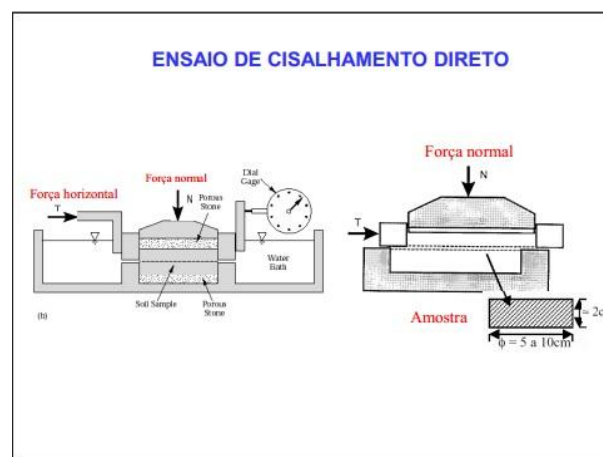 ENSAIO DE CISALHAMENTO DIRETO
Força horizontal
T
Força normal
N
Porous
Stone
Dial
Gage
Water
Bath
Soil Sample
Porous
Stone
(b)
Força normal
N
T
Amostra
≈ 2c
ϕ = 5 a 10cm